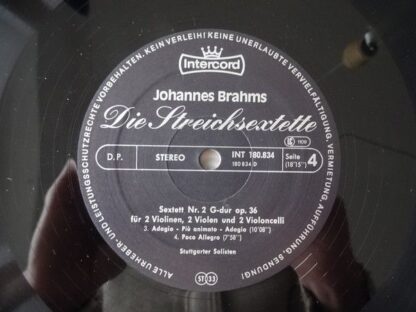 ALLE URHEBER- UND LEISTUNGSSCHUTZRECHTE VORBEHALTEN. KEIN VERLEIH! KEINE UNERLAUBTE VERVIELFÄLTIGUNG, VERMIETUNG, AUFFÜHRUNG, SENDUNG!
Intercord
Johannes Brahms
Die Streichsextette
D.P. STEREO INT 180.834 Seite 4
180 834 D (18'15'')
Sextett Nr. 2 G-dur op. 36
für 2 Violinen, 2 Violen und 2 Violoncelli
3. Adagio - Più animato - Adagio (10'08'')
4. Poco Allegro (7'58'')
Stuttgarter Solisten
ST 33